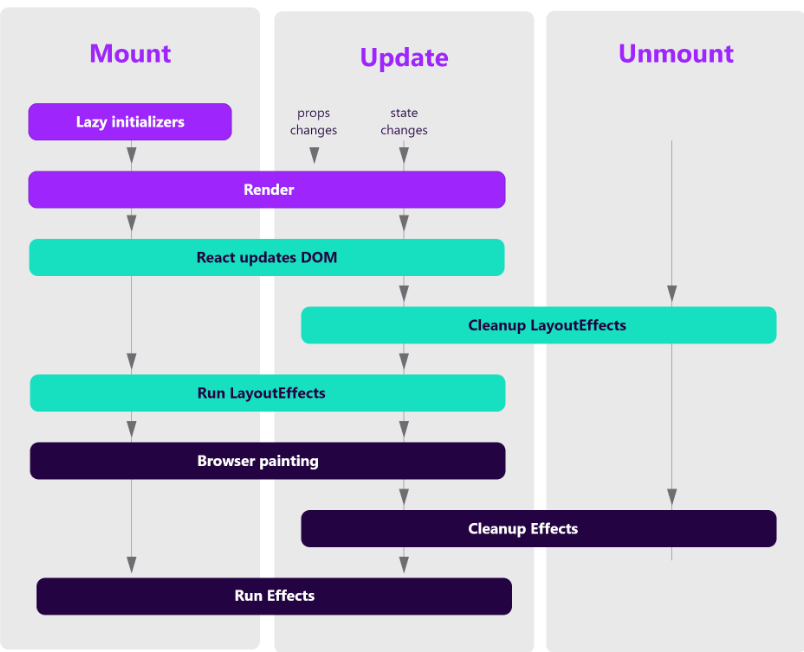 Mount
Update
Unmount
Lazy initializers
props
changes
state
changes
Render
React updates DOM
Cleanup LayoutEffects
Run LayoutEffects
Browser painting
Cleanup Effects
Run Effects